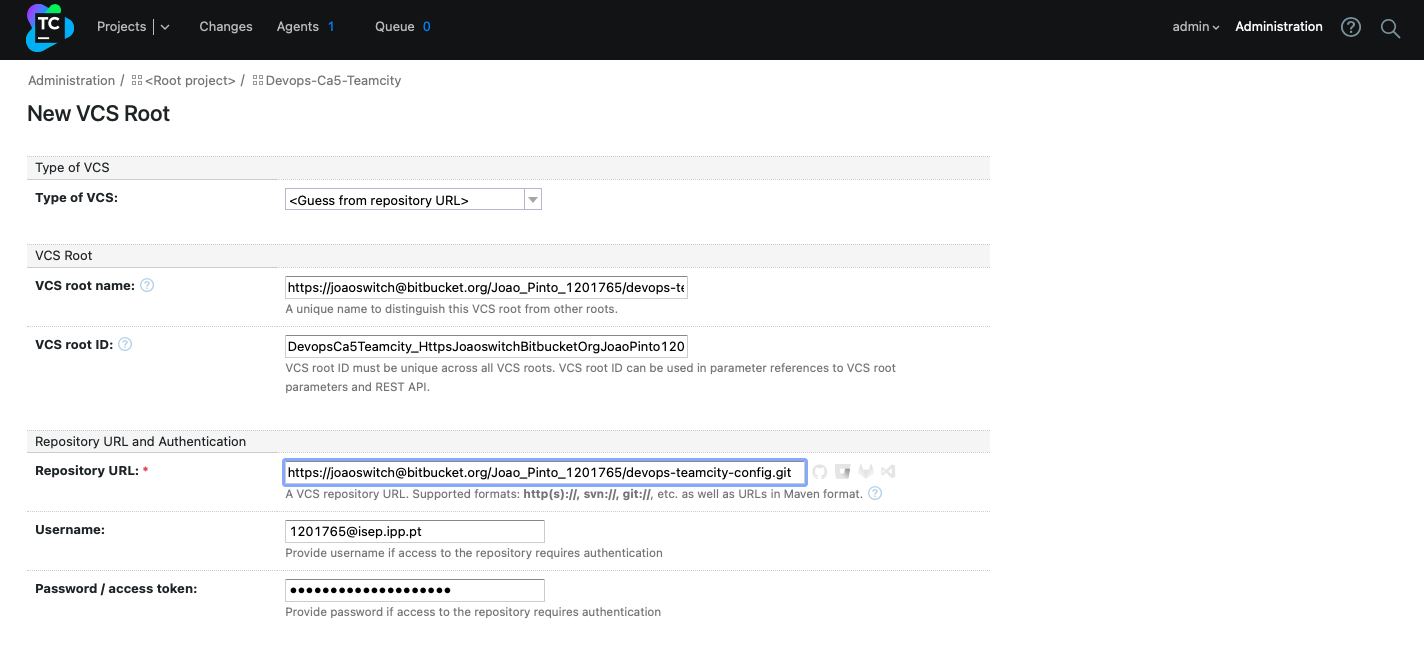 TC
Projects
Changes
Agents 1
Queue 0
admin
Administration
Administration / <Root project> / Devops-Ca5-Teamcity
New VCS Root
Type of VCS
Type of VCS:
<Guess from repository URL>
VCS Root
VCS root name: ?
https://joaoswitch@bitbucket.org/Joao_Pinto_1201765/devops-te
A unique name to distinguish this VCS root from other roots.
VCS root ID: ?
DevopsCa5Teamcity_HttpsJoaoswitchBitbucketOrgJoaoPinto120
VCS root ID must be unique across all VCS roots. VCS root ID can be used in parameter references to VCS root
parameters and REST API.
Repository URL and Authentication
Repository URL: *
https://joaoswitch@bitbucket.org/Joao_Pinto_1201765/devops-teamcity-config.git
A VCS repository URL. Supported formats: http(s)://, svn://, git://, etc. as well as URLs in Maven format. ?
Username:
1201765@isep.ipp.pt
Provide username if access to the repository requires authentication
Password / access token:
••••••••••••••••••••
Provide password if access to the repository requires authentication